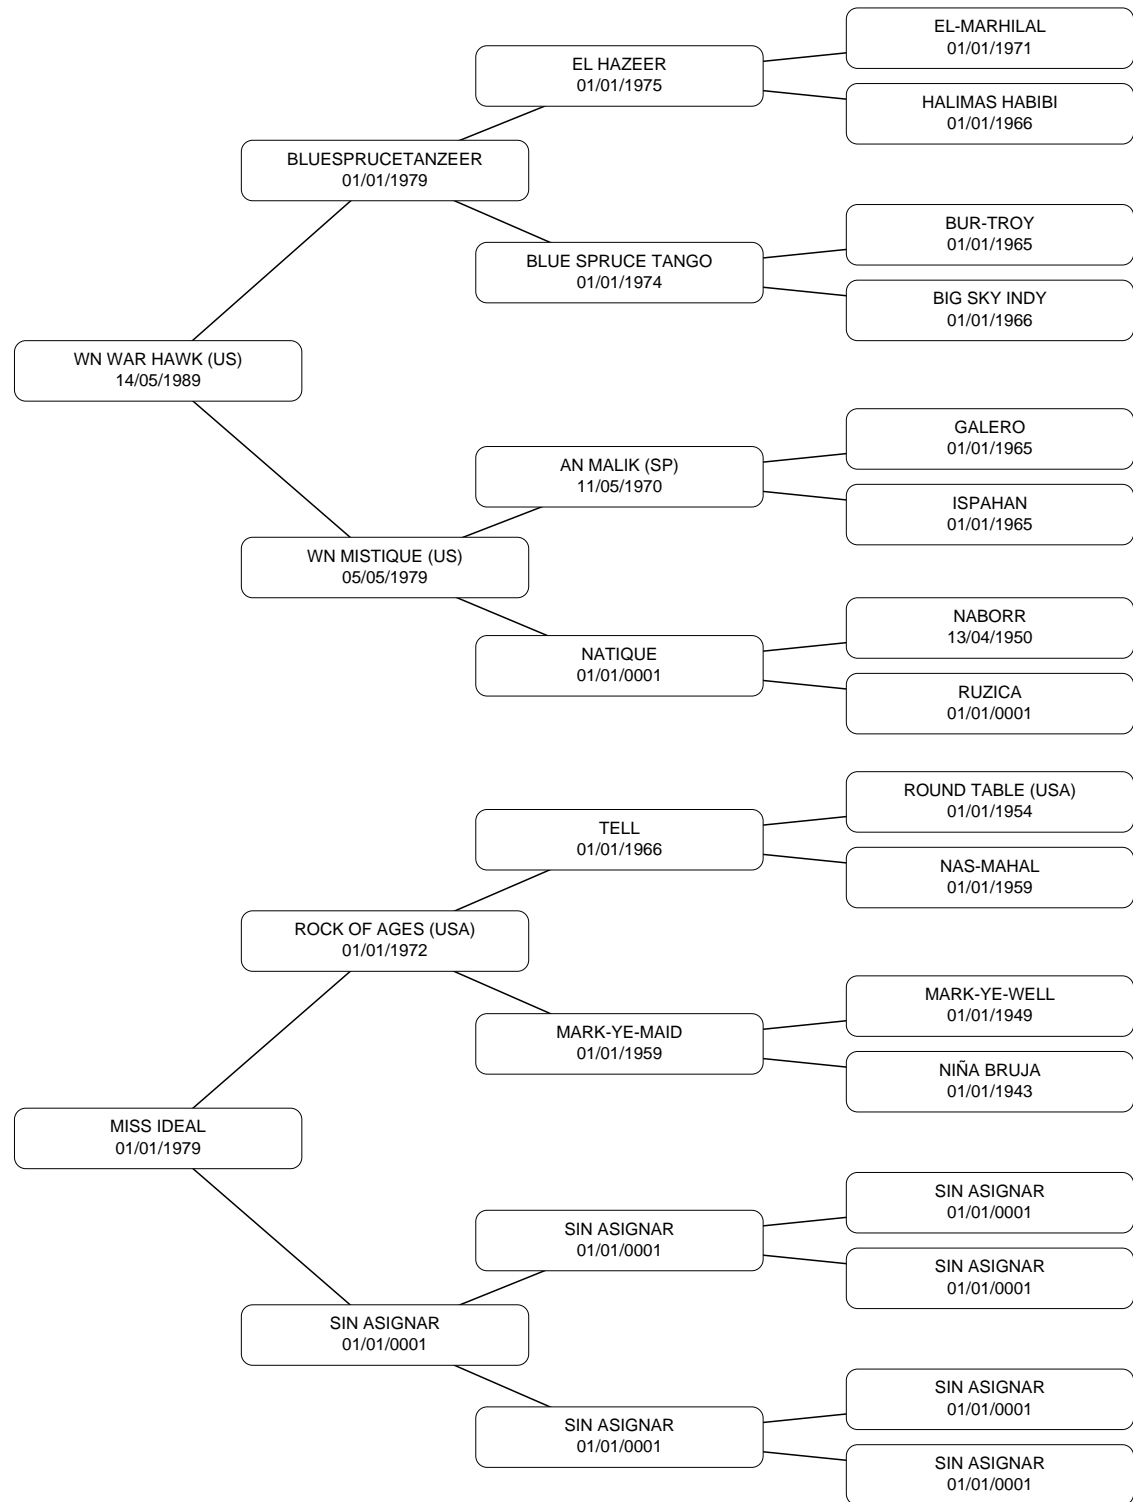 EL-MARHILAL
01/01/1971
EL HAZEER
01/01/1975
HALIMAS HABIBI
01/01/1966
BLUESPRUCETANZEER
01/01/1979
BUR-TROY
01/01/1965
BLUE SPRUCE TANGO
01/01/1974
BIG SKY INDY
01/01/1966
WN WAR HAWK (US)
14/05/1989
GALERO
01/01/1965
AN MALIK (SP)
11/05/1970
ISPAHAN
01/01/1965
WN MISTIQUE (US)
05/05/1979
NABORR
13/04/1950
NATIQUE
01/01/0001
RUZICA
01/01/0001
ROUND TABLE (USA)
01/01/1954
TELL
01/01/1966
NAS-MAHAL
01/01/1959
ROCK OF AGES (USA)
01/01/1972
MARK-YE-WELL
01/01/1949
MARK-YE-MAID
01/01/1959
NIÑA BRUJA
01/01/1943
MISS IDEAL
01/01/1979
SIN ASIGNAR
01/01/0001
SIN ASIGNAR
01/01/0001
SIN ASIGNAR
01/01/0001
SIN ASIGNAR
01/01/0001
SIN ASIGNAR
01/01/0001
SIN ASIGNAR
01/01/0001
SIN ASIGNAR
01/01/0001